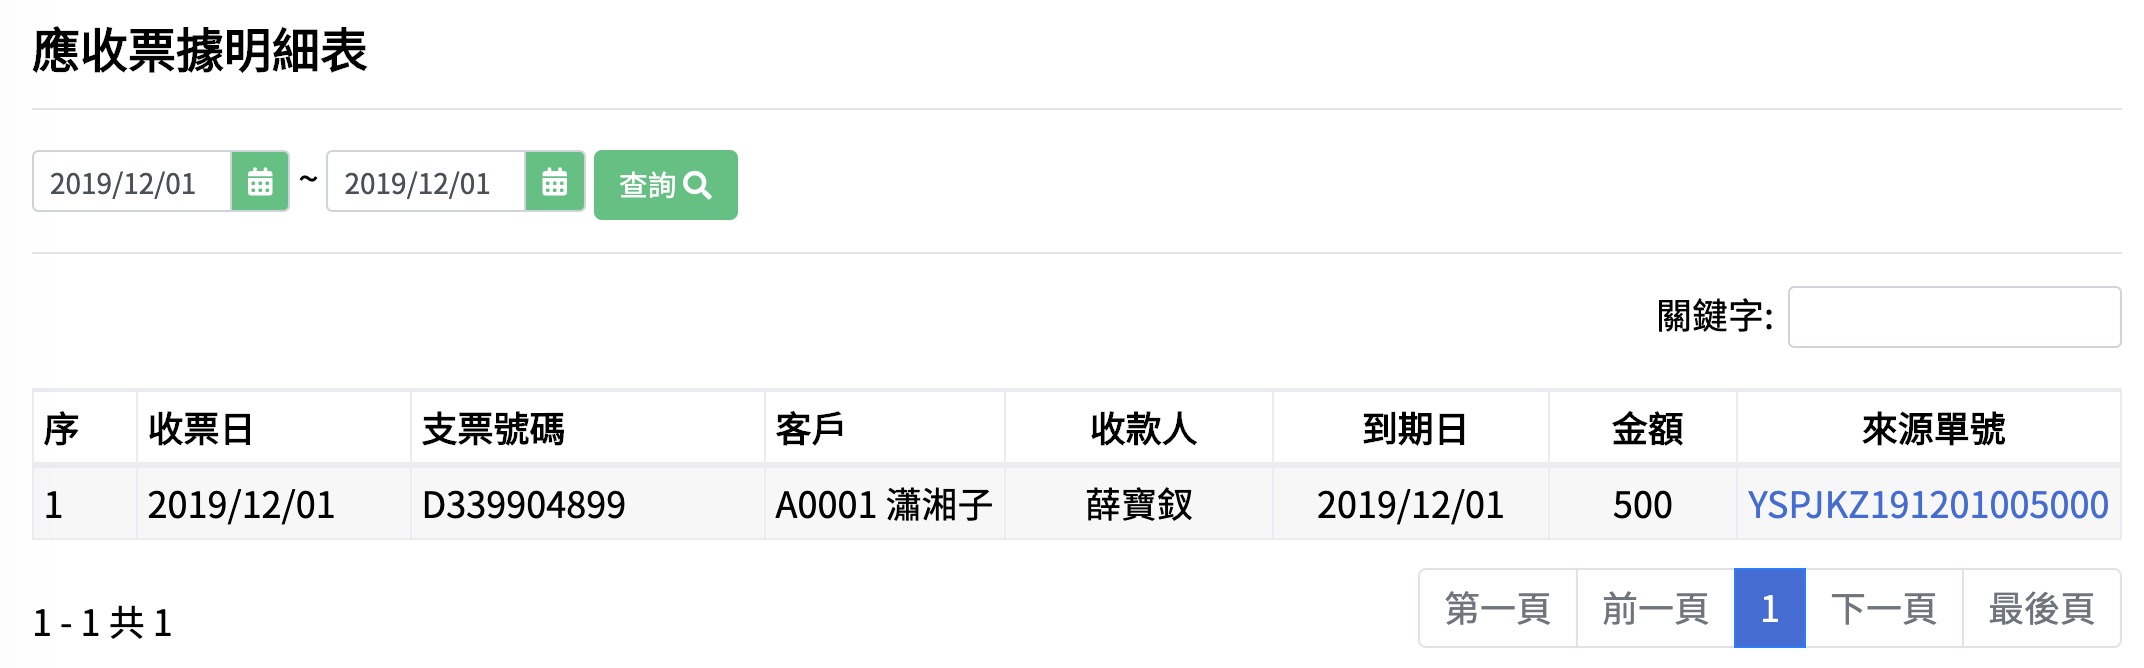 應收票據明細表
2019/12/01 ~ 2019/12/01 查詢
關鍵字:
序 收票日 支票號碼 客戶 收款人 到期日 金額 來源單號
1 2019/12/01 D339904899 A0001 瀟湘子 薛寶釵 2019/12/01 500 YSPJKZ191201005000
1 - 1 共 1 第一頁 前一頁 1 下一頁 最後頁